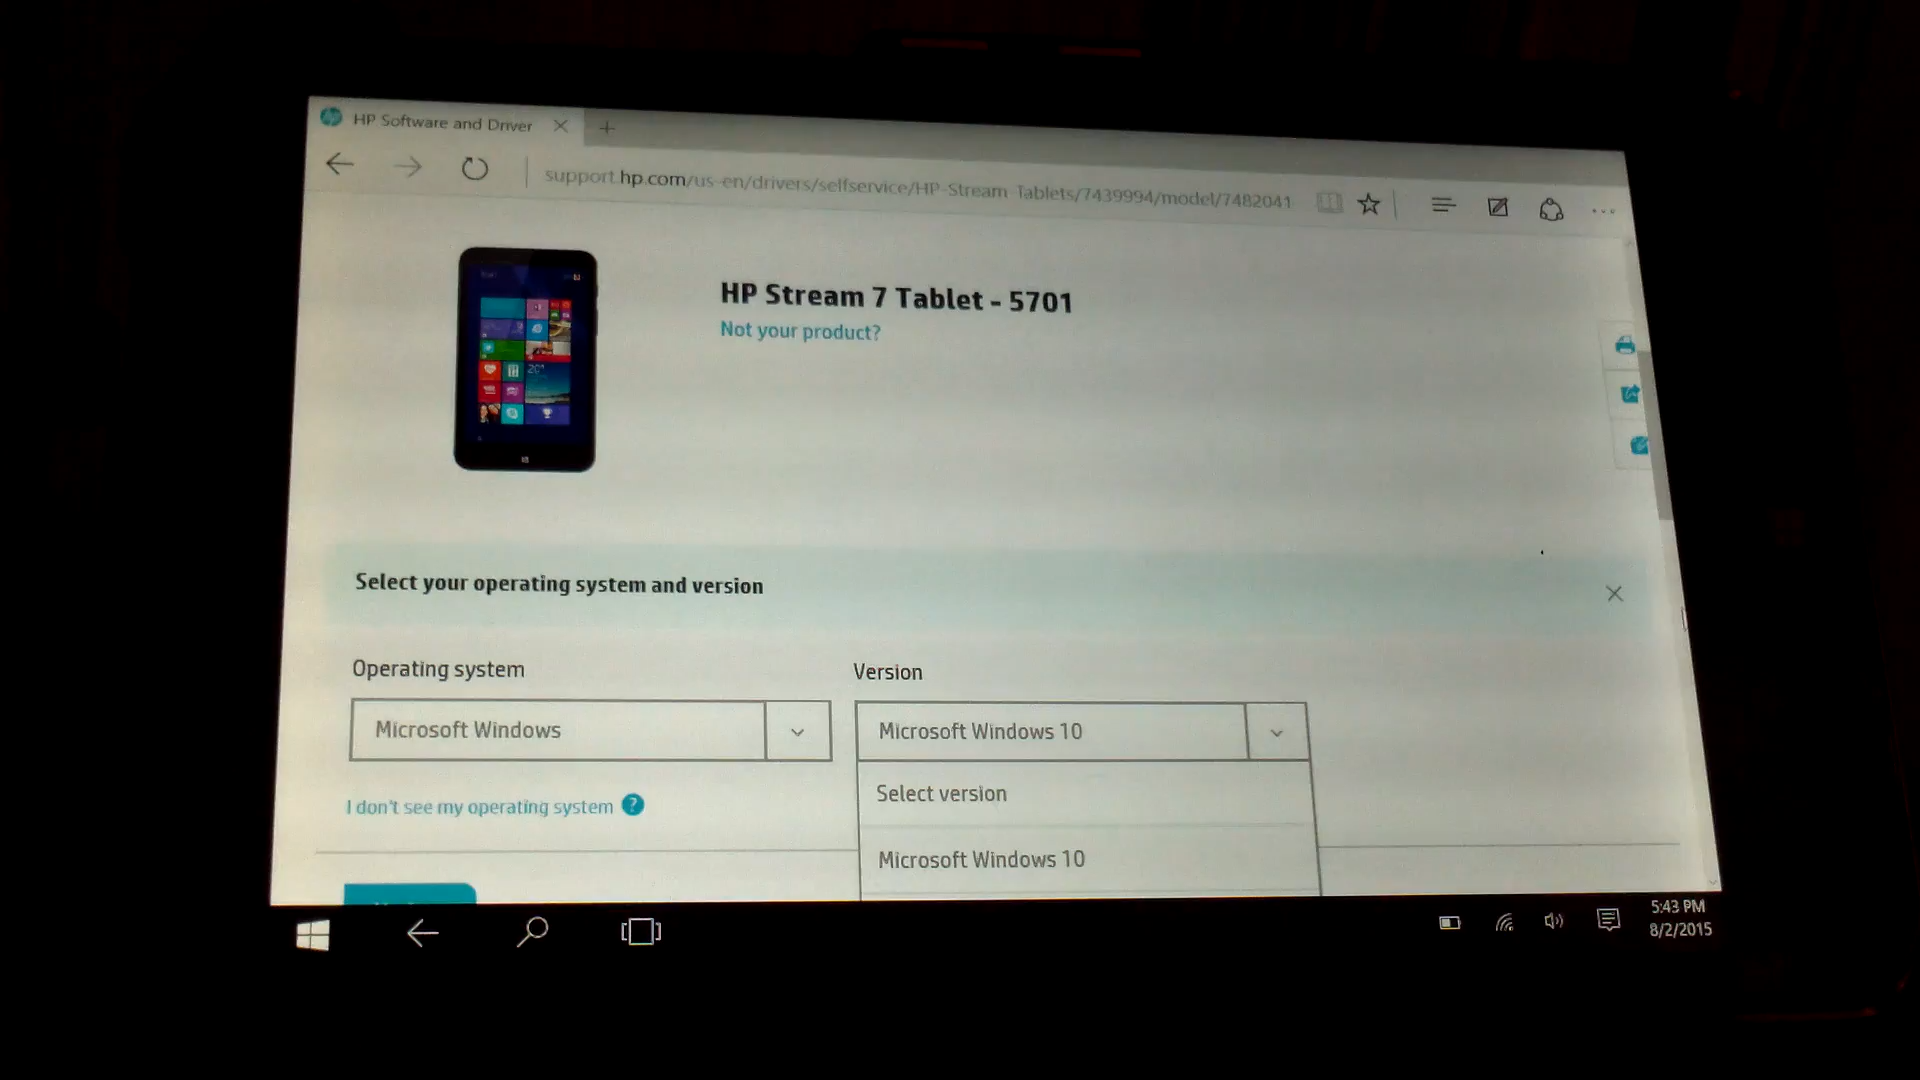 HP Software and Driver
support.hp.com/us-en/drivers/selfservice/HP-Stream-Tablets/7439994/model/7482041
HP Stream 7 Tablet - 5701
Not your product?
Select your operating system and version
Operating system
Version
Microsoft Windows
Microsoft Windows 10
I don't see my operating system ?
Select version
Microsoft Windows 10
5:43 PM
8/2/2015